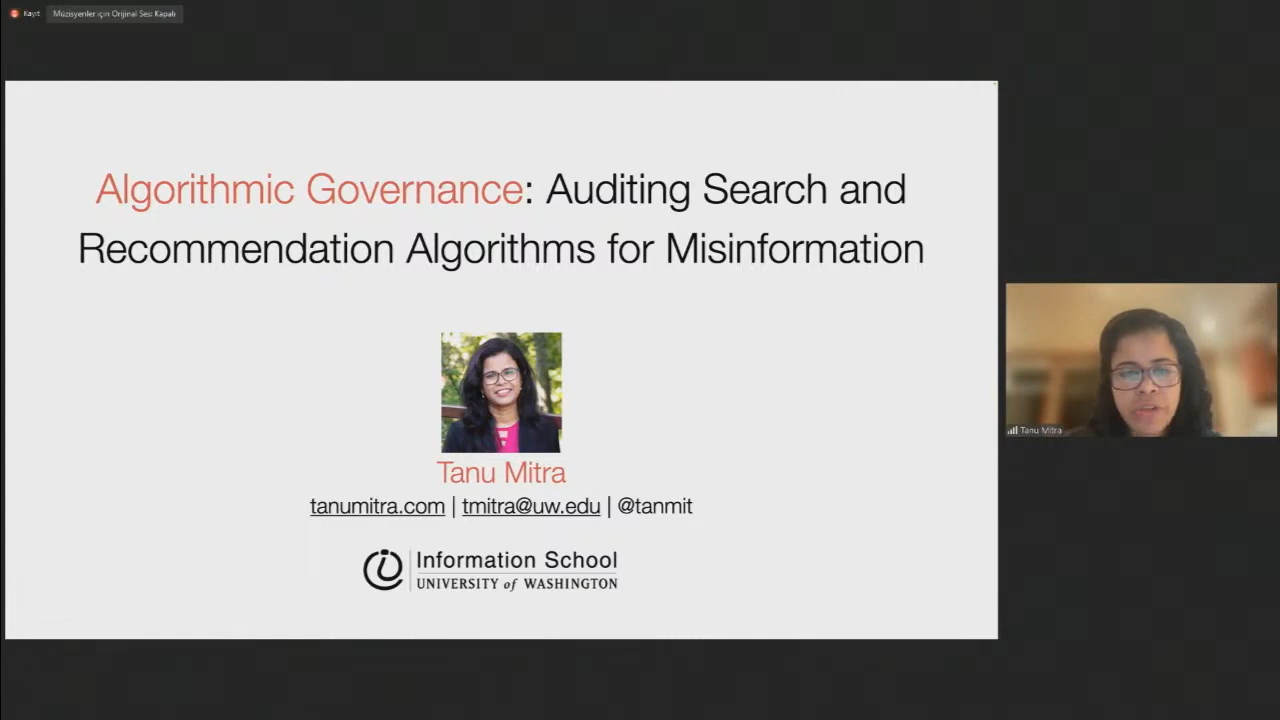 Kayıt
Müzisyenler için Orijinal Sesi: Kapalı
Algorithmic Governance: Auditing Search and
Recommendation Algorithms for Misinformation
Tanu Mitra
tanumitra.com | tmitra@uw.edu | @tanmit
Information School
UNIVERSITY of WASHINGTON
Tanu Mitra